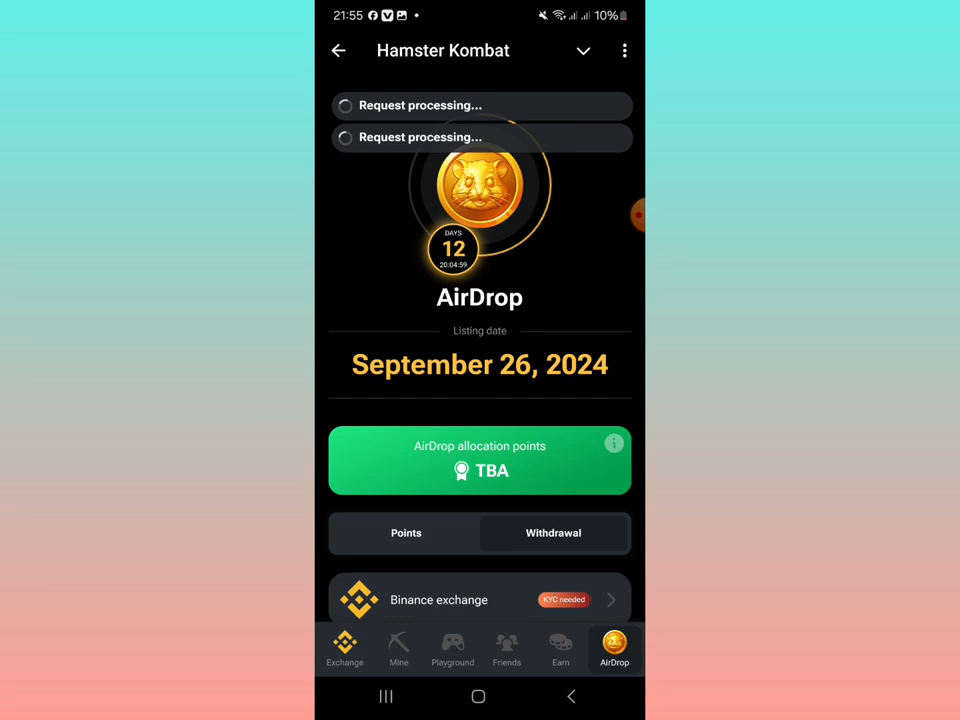 21:55
10%
Hamster Kombat
Request processing...
Request processing...
DAYS
12
20:04:59
AirDrop
Listing date
September 26, 2024
AirDrop allocation points
TBA
Points
Withdrawal
Binance exchange
KYC needed
Exchange
Mine
Playground
Friends
Earn
AirDrop